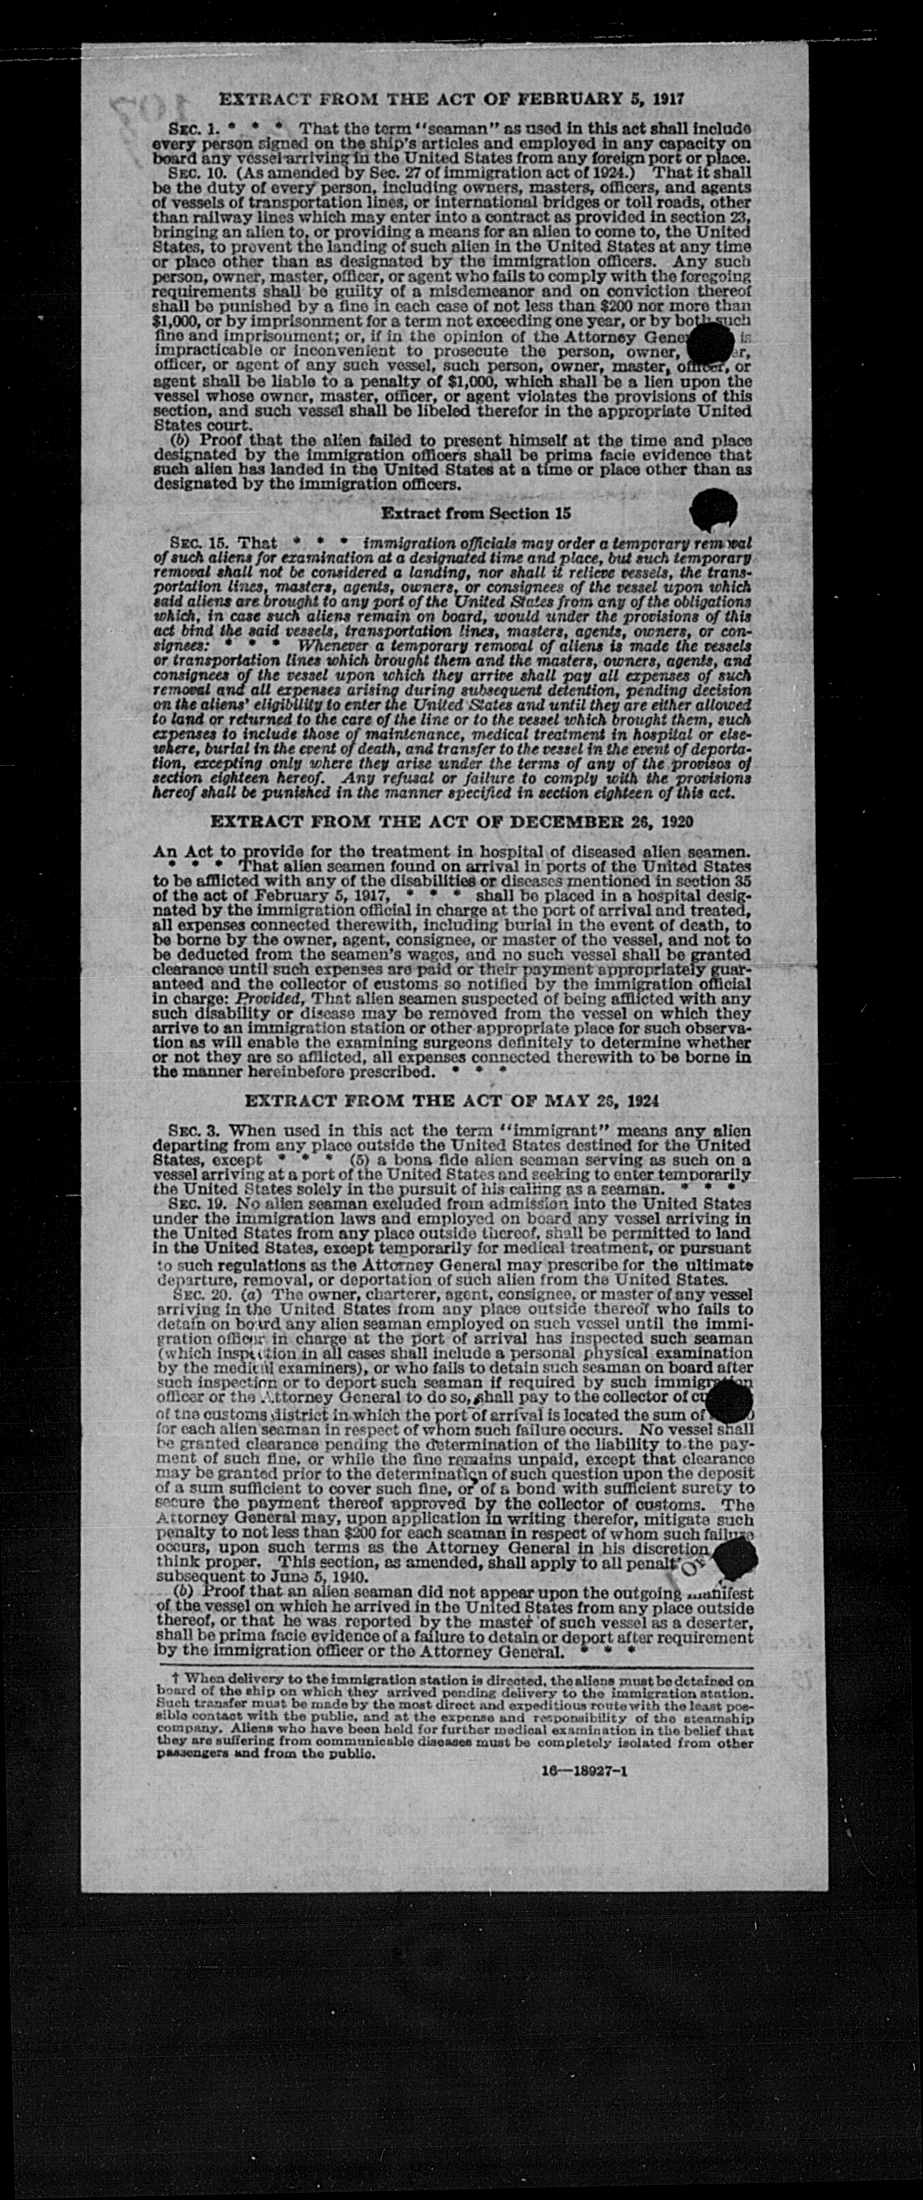 EXTRACT FROM THE ACT OF FEBRUARY 5, 1917
SEC. 1. * * * That the term "seaman" as used in this act shall include
every person signed on the ship's articles and employed in any capacity on
board any vessel arriving in the United States from any foreign port or place.
SEC. 10. (As amended by Sec. 27 of immigration act of 1924.) That it shall
be the duty of every person, including owners, masters, officers, and agents
of vessels of transportation lines, or international bridges or toll roads, other
than railway lines which may enter into a contract as provided in section 23,
bringing an alien to, or providing a means for an alien to come to, the United
States, to prevent the landing of such alien in the United States at any time
or place other than as designated by the immigration officers. Any such
person, owner, master, officer, or agent who fails to comply with the foregoing
requirements shall be guilty of a misdemeanor and on conviction thereof
shall be punished by a fine in each case of not less than $200 nor more than
$1,000, or by imprisonment for a term not exceeding one year, or by both such
fine and imprisonment; or, if in the opinion of the Attorney Gene is
impracticable or inconvenient to prosecute the person, owner, er,
officer, or agent of any such vessel, such person, owner, master, officer, or
agent shall be liable to a penalty of $1,000, which shall be a lien upon the
vessel whose owner, master, officer, or agent violates the provisions of this
section, and such vessel shall be libeled therefor in the appropriate United
States court.
(b) Proof that the alien failed to present himself at the time and place
designated by the immigration officers shall be prima facie evidence that
such alien has landed in the United States at a time or place other than as
designated by the immigration officers.
Extract from Section 15
SEC. 15. That * * * immigration officials may order a temporary removal
of such aliens for examination at a designated time and place, but such temporary
removal shall not be considered a landing, nor shall it relieve vessels, the trans-
portation lines, masters, agents, owners, or consignees of the vessel upon which
said aliens are brought to any port of the United States from any of the obligations
which, in case such aliens remain on board, would under the provisions of this
act bind the said vessels, transportation lines, masters, agents, owners, or con-
signees: * * * Whenever a temporary removal of aliens is made the vessels
or transportation lines which brought them and the masters, owners, agents, and
consignees of the vessel upon which they arrive shall pay all expenses of such
removal and all expenses arising during subsequent detention, pending decision
on the aliens' eligibility to enter the United States and until they are either allowed
to land or returned to the care of the line or to the vessel which brought them, such
expenses to include those of maintenance, medical treatment in hospital or else-
where, burial in the event of death, and transfer to the vessel in the event of deporta-
tion, excepting only where they arise under the terms of any of the provisos of
section eighteen hereof. Any refusal or failure to comply with the provisions
hereof shall be punished in the manner specified in section eighteen of this act.
EXTRACT FROM THE ACT OF DECEMBER 26, 1920
An Act to provide for the treatment in hospital of diseased alien seamen.
* * * That alien seamen found on arrival in ports of the United States
to be afflicted with any of the disabilities or diseases mentioned in section 35
of the act of February 5, 1917, * * * shall be placed in a hospital desig-
nated by the immigration official in charge at the port of arrival and treated,
all expenses connected therewith, including burial in the event of death, to
be borne by the owner, agent, consignee, or master of the vessel, and not to
be deducted from the seamen's wages, and no such vessel shall be granted
clearance until such expenses are paid or their payment appropriately guar-
anteed and the collector of customs so notified by the immigration official
in charge: Provided, That alien seamen suspected of being afflicted with any
such disability or disease may be removed from the vessel on which they
arrive to an immigration station or other appropriate place for such observa-
tion as will enable the examining surgeons definitely to determine whether
or not they are so afflicted, all expenses connected therewith to be borne in
the manner hereinbefore prescribed. * * *
EXTRACT FROM THE ACT OF MAY 26, 1924
SEC. 3. When used in this act the term "immigrant" means any alien
departing from any place outside the United States destined for the United
States, except * * * (5) a bona fide alien seaman serving as such on a
vessel arriving at a port of the United States and seeking to enter temporarily
the United States solely in the pursuit of his calling as a seaman. * * *
SEC. 19. No alien seaman excluded from admission into the United States
under the immigration laws and employed on board any vessel arriving in
the United States from any place outside thereof, shall be permitted to land
in the United States, except temporarily for medical treatment, or pursuant
to such regulations as the Attorney General may prescribe for the ultimate
departure, removal, or deportation of such alien from the United States.
SEC. 20. (a) The owner, charterer, agent, consignee, or master of any vessel
arriving in the United States from any place outside thereof who fails to
detain on board any alien seaman employed on such vessel until the immi-
gration officer in charge at the port of arrival has inspected such seaman
(which inspection in all cases shall include a personal physical examination
by the medical examiners), or who fails to detain such seaman on board after
such inspection or to deport such seaman if required by such immigration
officer or the Attorney General to do so, shall pay to the collector of cu
of the customs district in which the port of arrival is located the sum of
for each alien seaman in respect of whom such failure occurs. No vessel shall
be granted clearance pending the determination of the liability to the pay-
ment of such fine, or while the fine remains unpaid, except that clearance
may be granted prior to the determination of such question upon the deposit
of a sum sufficient to cover such fine, or of a bond with sufficient surety to
secure the payment thereof approved by the collector of customs. The
Attorney General may, upon application in writing therefor, mitigate such
penalty to not less than $200 for each seaman in respect of whom such failure
occurs, upon such terms as the Attorney General in his discretion
think proper. This section, as amended, shall apply to all penalt
subsequent to June 5, 1940.
(b) Proof that an alien seaman did not appear upon the outgoing manifest
of the vessel on which he arrived in the United States from any place outside
thereof, or that he was reported by the master of such vessel as a deserter,
shall be prima facie evidence of a failure to detain or deport after requirement
by the immigration officer or the Attorney General. * * *
† When delivery to the immigration station is directed, the aliens must be detained on
board of the ship on which they arrived pending delivery to the immigration station.
Such transfer must be made by the most direct and expeditious route with the least pos-
sible contact with the public, and at the expense and responsibility of the steamship
company. Aliens who have been held for further medical examination in the belief that
they are suffering from communicable diseases must be completely isolated from other
passengers and from the public.
16—18927-1